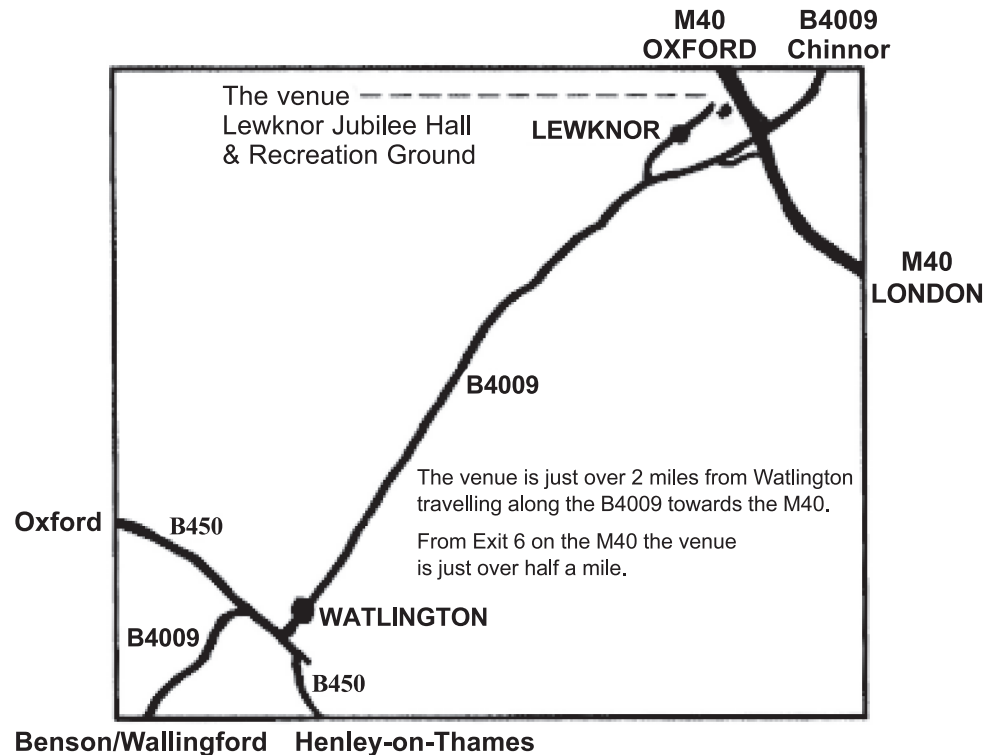 M40
OXFORD
B4009
Chinnor
The venue
Lewknor Jubilee Hall
& Recreation Ground
LEWKNOR
M40
LONDON
B4009
The venue is just over 2 miles from Watlington
travelling along the B4009 towards the M40.
From Exit 6 on the M40 the venue
is just over half a mile.
Oxford
B450
WATLINGTON
B4009
B450
Benson/Wallingford
Henley-on-Thames